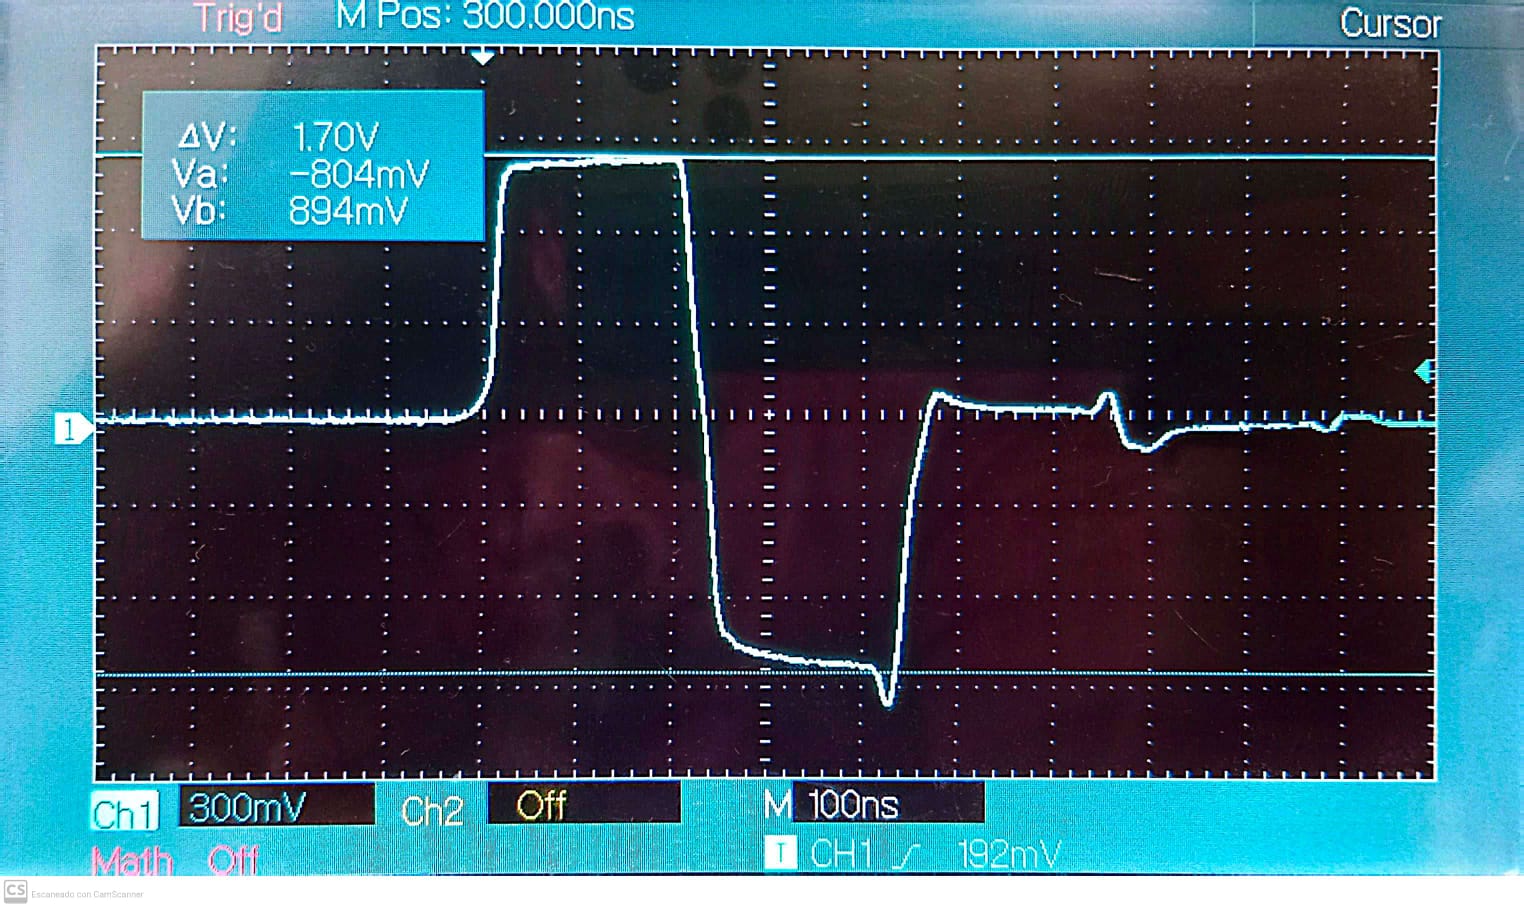 Trig'd M Pos: 300.000ns Cursor
ΔV: 1.70V
Va: -804mV
Vb: 894mV
1
Ch1 300mV Ch2 Off M 100ns
Math Off T CH1 192mV
CS Escaneado con CamScanner